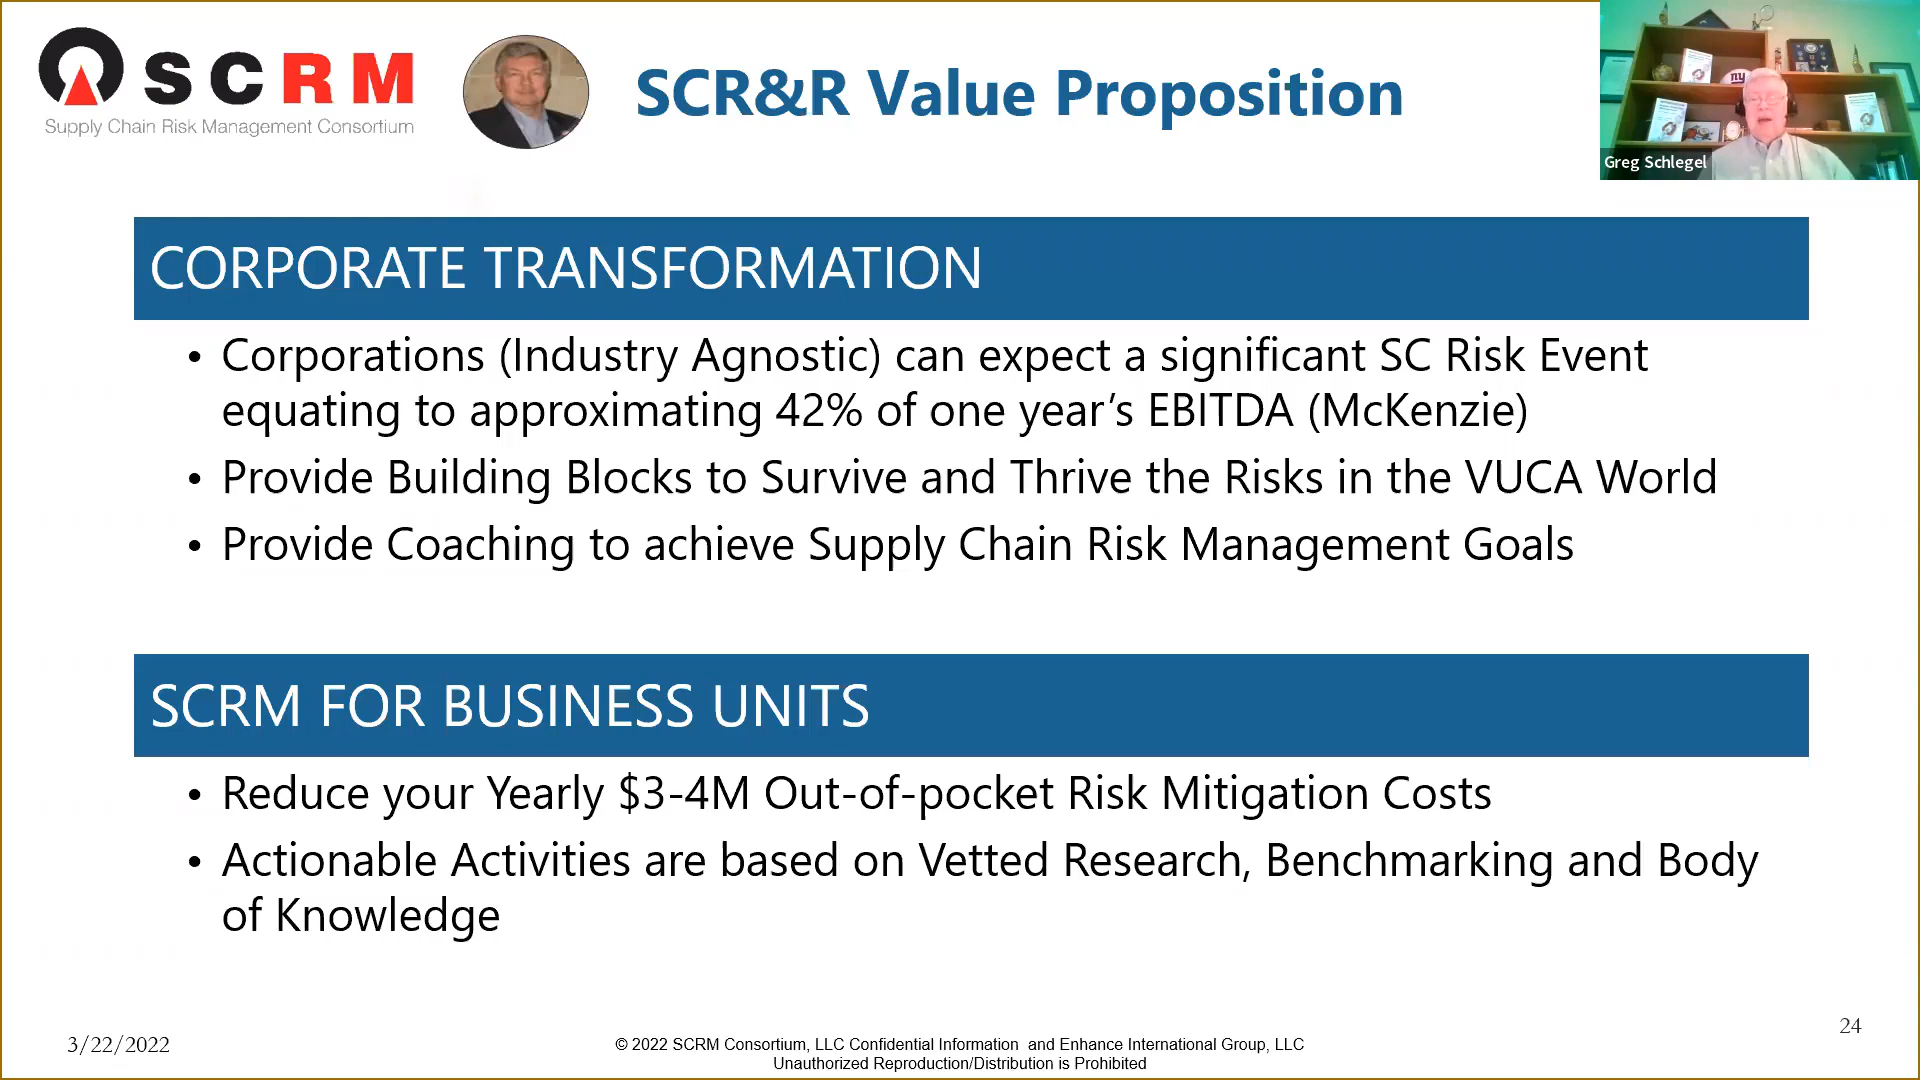 SCRM
Supply Chain Risk Management Consortium
SCR&R Value Proposition
ny
Greg Schlegel
CORPORATE TRANSFORMATION
• Corporations (Industry Agnostic) can expect a significant SC Risk Event
equating to approximating 42% of one year’s EBITDA (McKenzie)
• Provide Building Blocks to Survive and Thrive the Risks in the VUCA World
• Provide Coaching to achieve Supply Chain Risk Management Goals
SCRM FOR BUSINESS UNITS
• Reduce your Yearly $3-4M Out-of-pocket Risk Mitigation Costs
• Actionable Activities are based on Vetted Research, Benchmarking and Body
of Knowledge
3/22/2022
© 2022 SCRM Consortium, LLC Confidential Information and Enhance International Group, LLC
Unauthorized Reproduction/Distribution is Prohibited
24